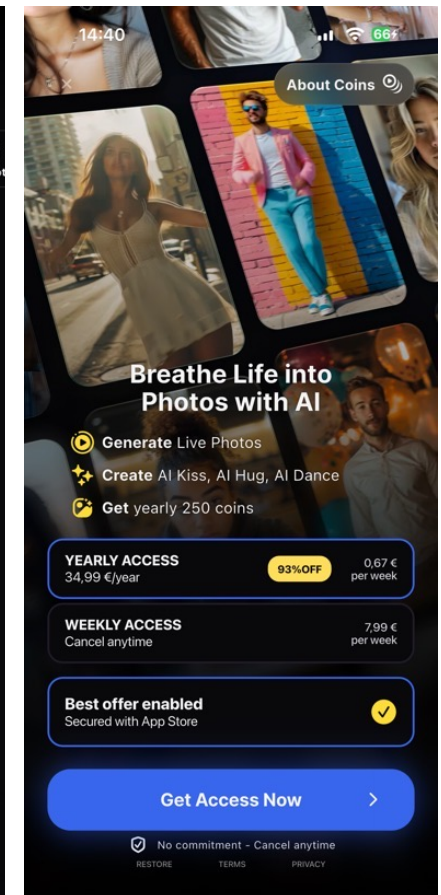 14:40
66
About Coins
Breathe Life into
Photos with AI
Generate Live Photos
Create AI Kiss, AI Hug, AI Dance
Get yearly 250 coins
YEARLY ACCESS
34,99 €/year
93%OFF
0,67 €
per week
WEEKLY ACCESS
Cancel anytime
7,99 €
per week
Best offer enabled
Secured with App Store
Get Access Now
No commitment - Cancel anytime
RESTORE TERMS PRIVACY